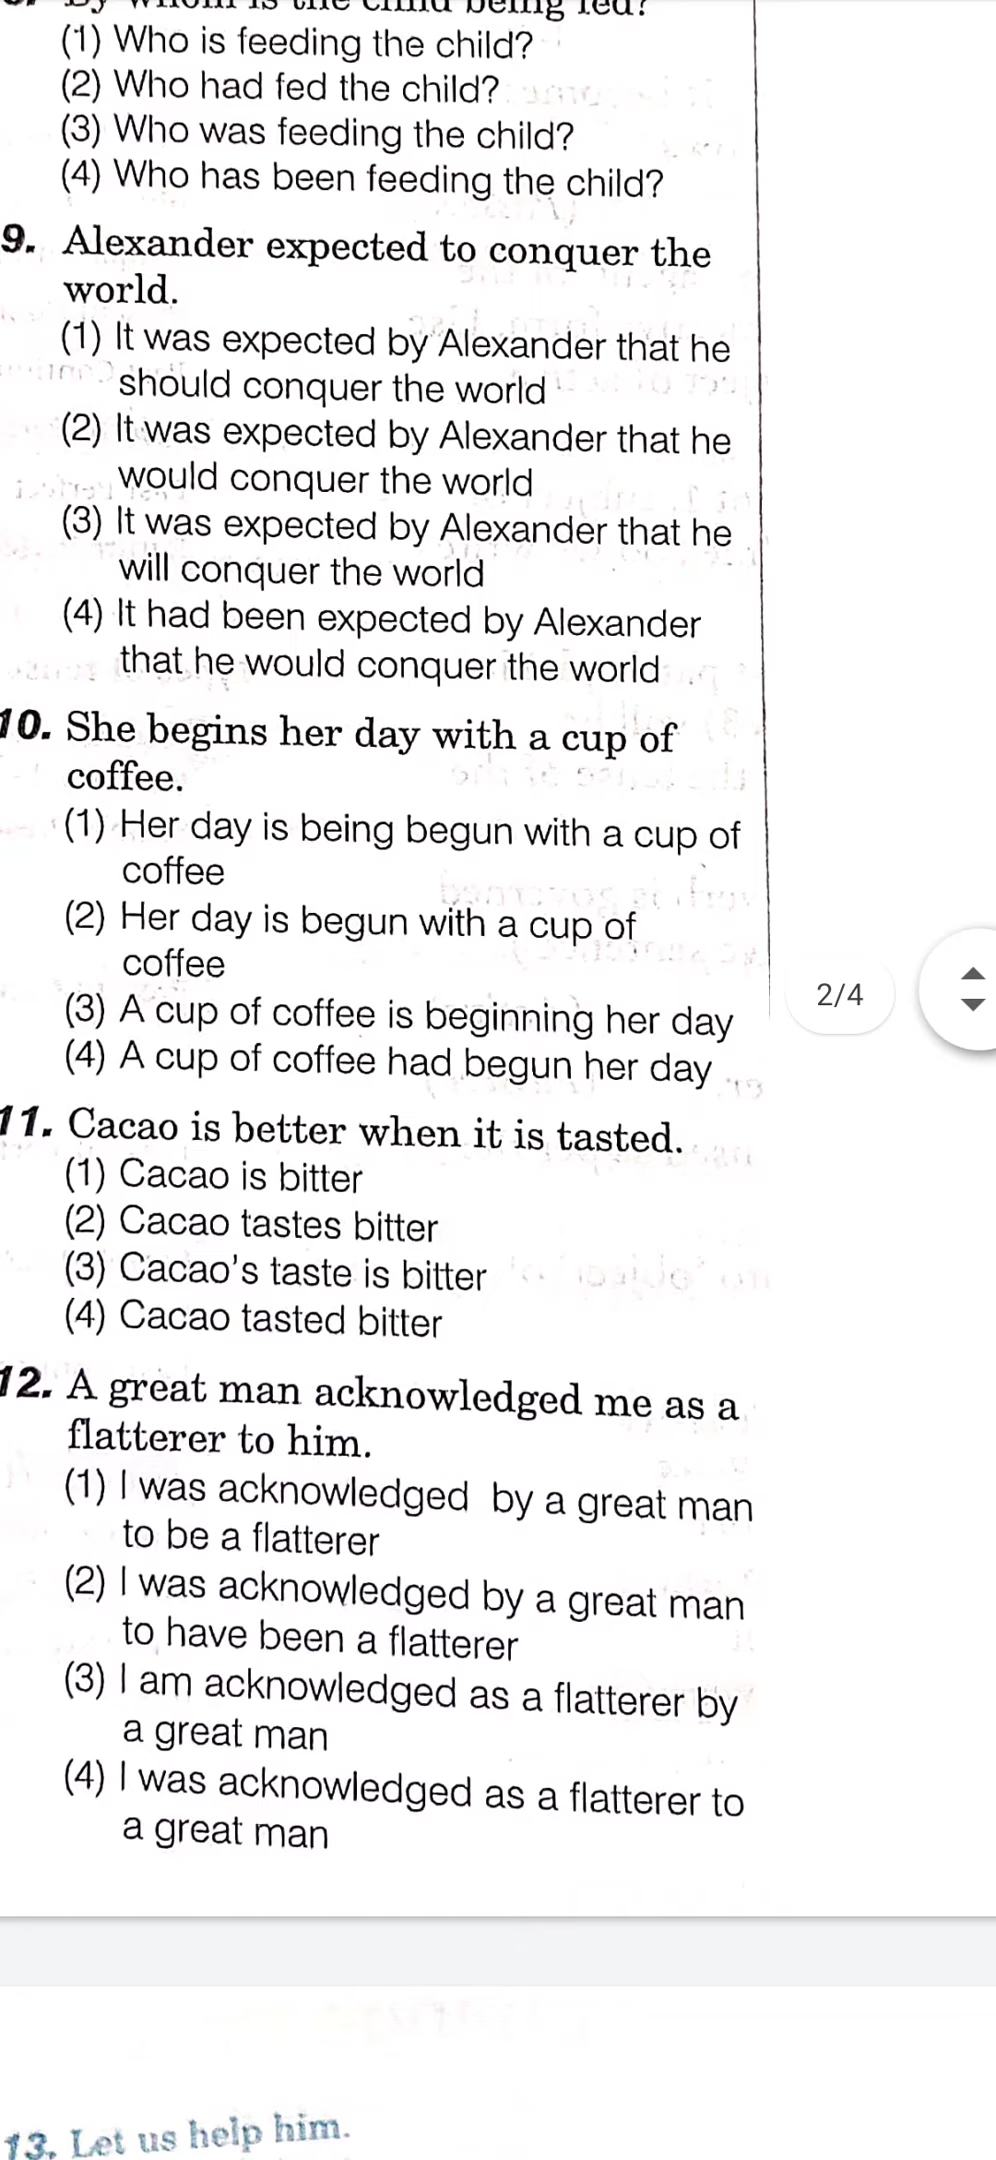 By whom is the child being fed?
(1) Who is feeding the child?
(2) Who had fed the child?
(3) Who was feeding the child?
(4) Who has been feeding the child?
9. Alexander expected to conquer the
world.
(1) It was expected by Alexander that he
should conquer the world
(2) It was expected by Alexander that he
would conquer the world
(3) It was expected by Alexander that he
will conquer the world
(4) It had been expected by Alexander
that he would conquer the world
10. She begins her day with a cup of
coffee.
(1) Her day is being begun with a cup of
coffee
(2) Her day is begun with a cup of
coffee
(3) A cup of coffee is beginning her day
(4) A cup of coffee had begun her day
2/4
11. Cacao is better when it is tasted.
(1) Cacao is bitter
(2) Cacao tastes bitter
(3) Cacao's taste is bitter
(4) Cacao tasted bitter
12. A great man acknowledged me as a
flatterer to him.
(1) I was acknowledged by a great man
to be a flatterer
(2) I was acknowledged by a great man
to have been a flatterer
(3) I am acknowledged as a flatterer by
a great man
(4) I was acknowledged as a flatterer to
a great man
13. Let us help him.